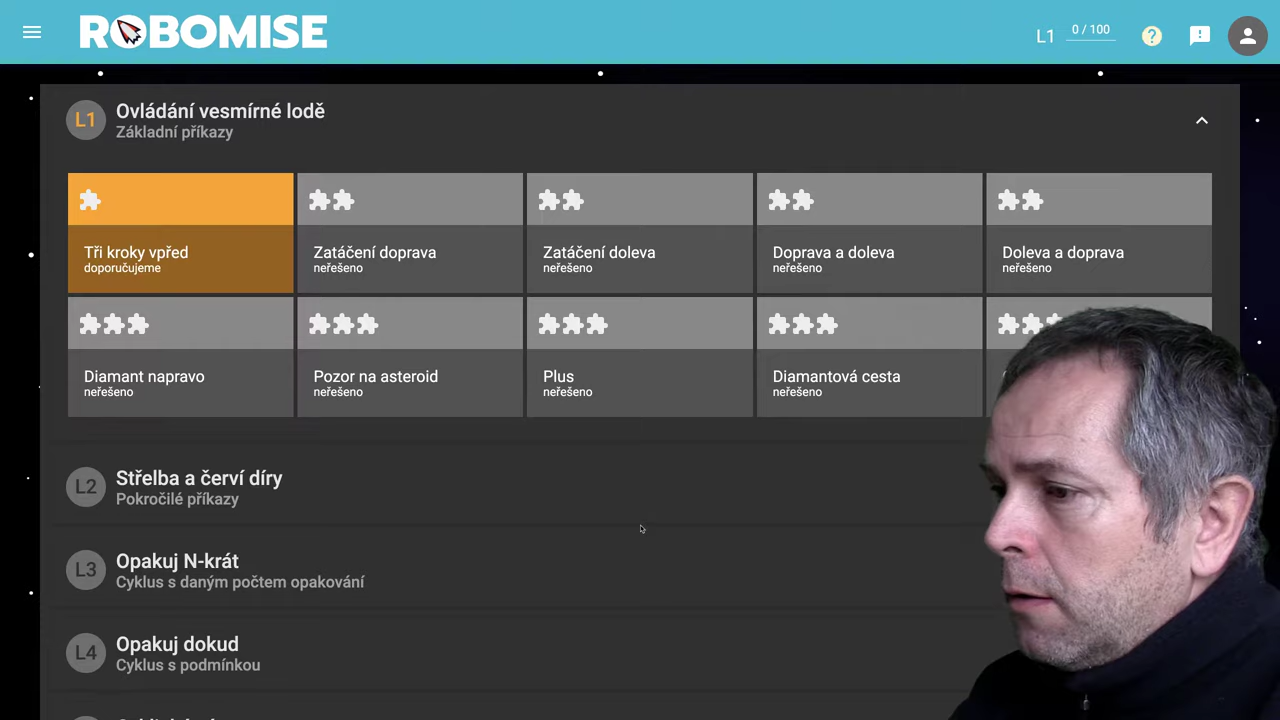 ROBOMISE
L1
0 / 100
L1
Ovládání vesmírné lodě
Základní příkazy
Tři kroky vpřed
doporučujeme
Zatáčení doprava
neřešeno
Zatáčení doleva
neřešeno
Doprava a doleva
neřešeno
Doleva a doprava
neřešeno
Diamant napravo
neřešeno
Pozor na asteroid
neřešeno
Plus
neřešeno
Diamantová cesta
neřešeno
L2
Střelba a červí díry
Pokročilé příkazy
L3
Opakuj N-krát
Cyklus s daným počtem opakování
L4
Opakuj dokud
Cyklus s podmínkou